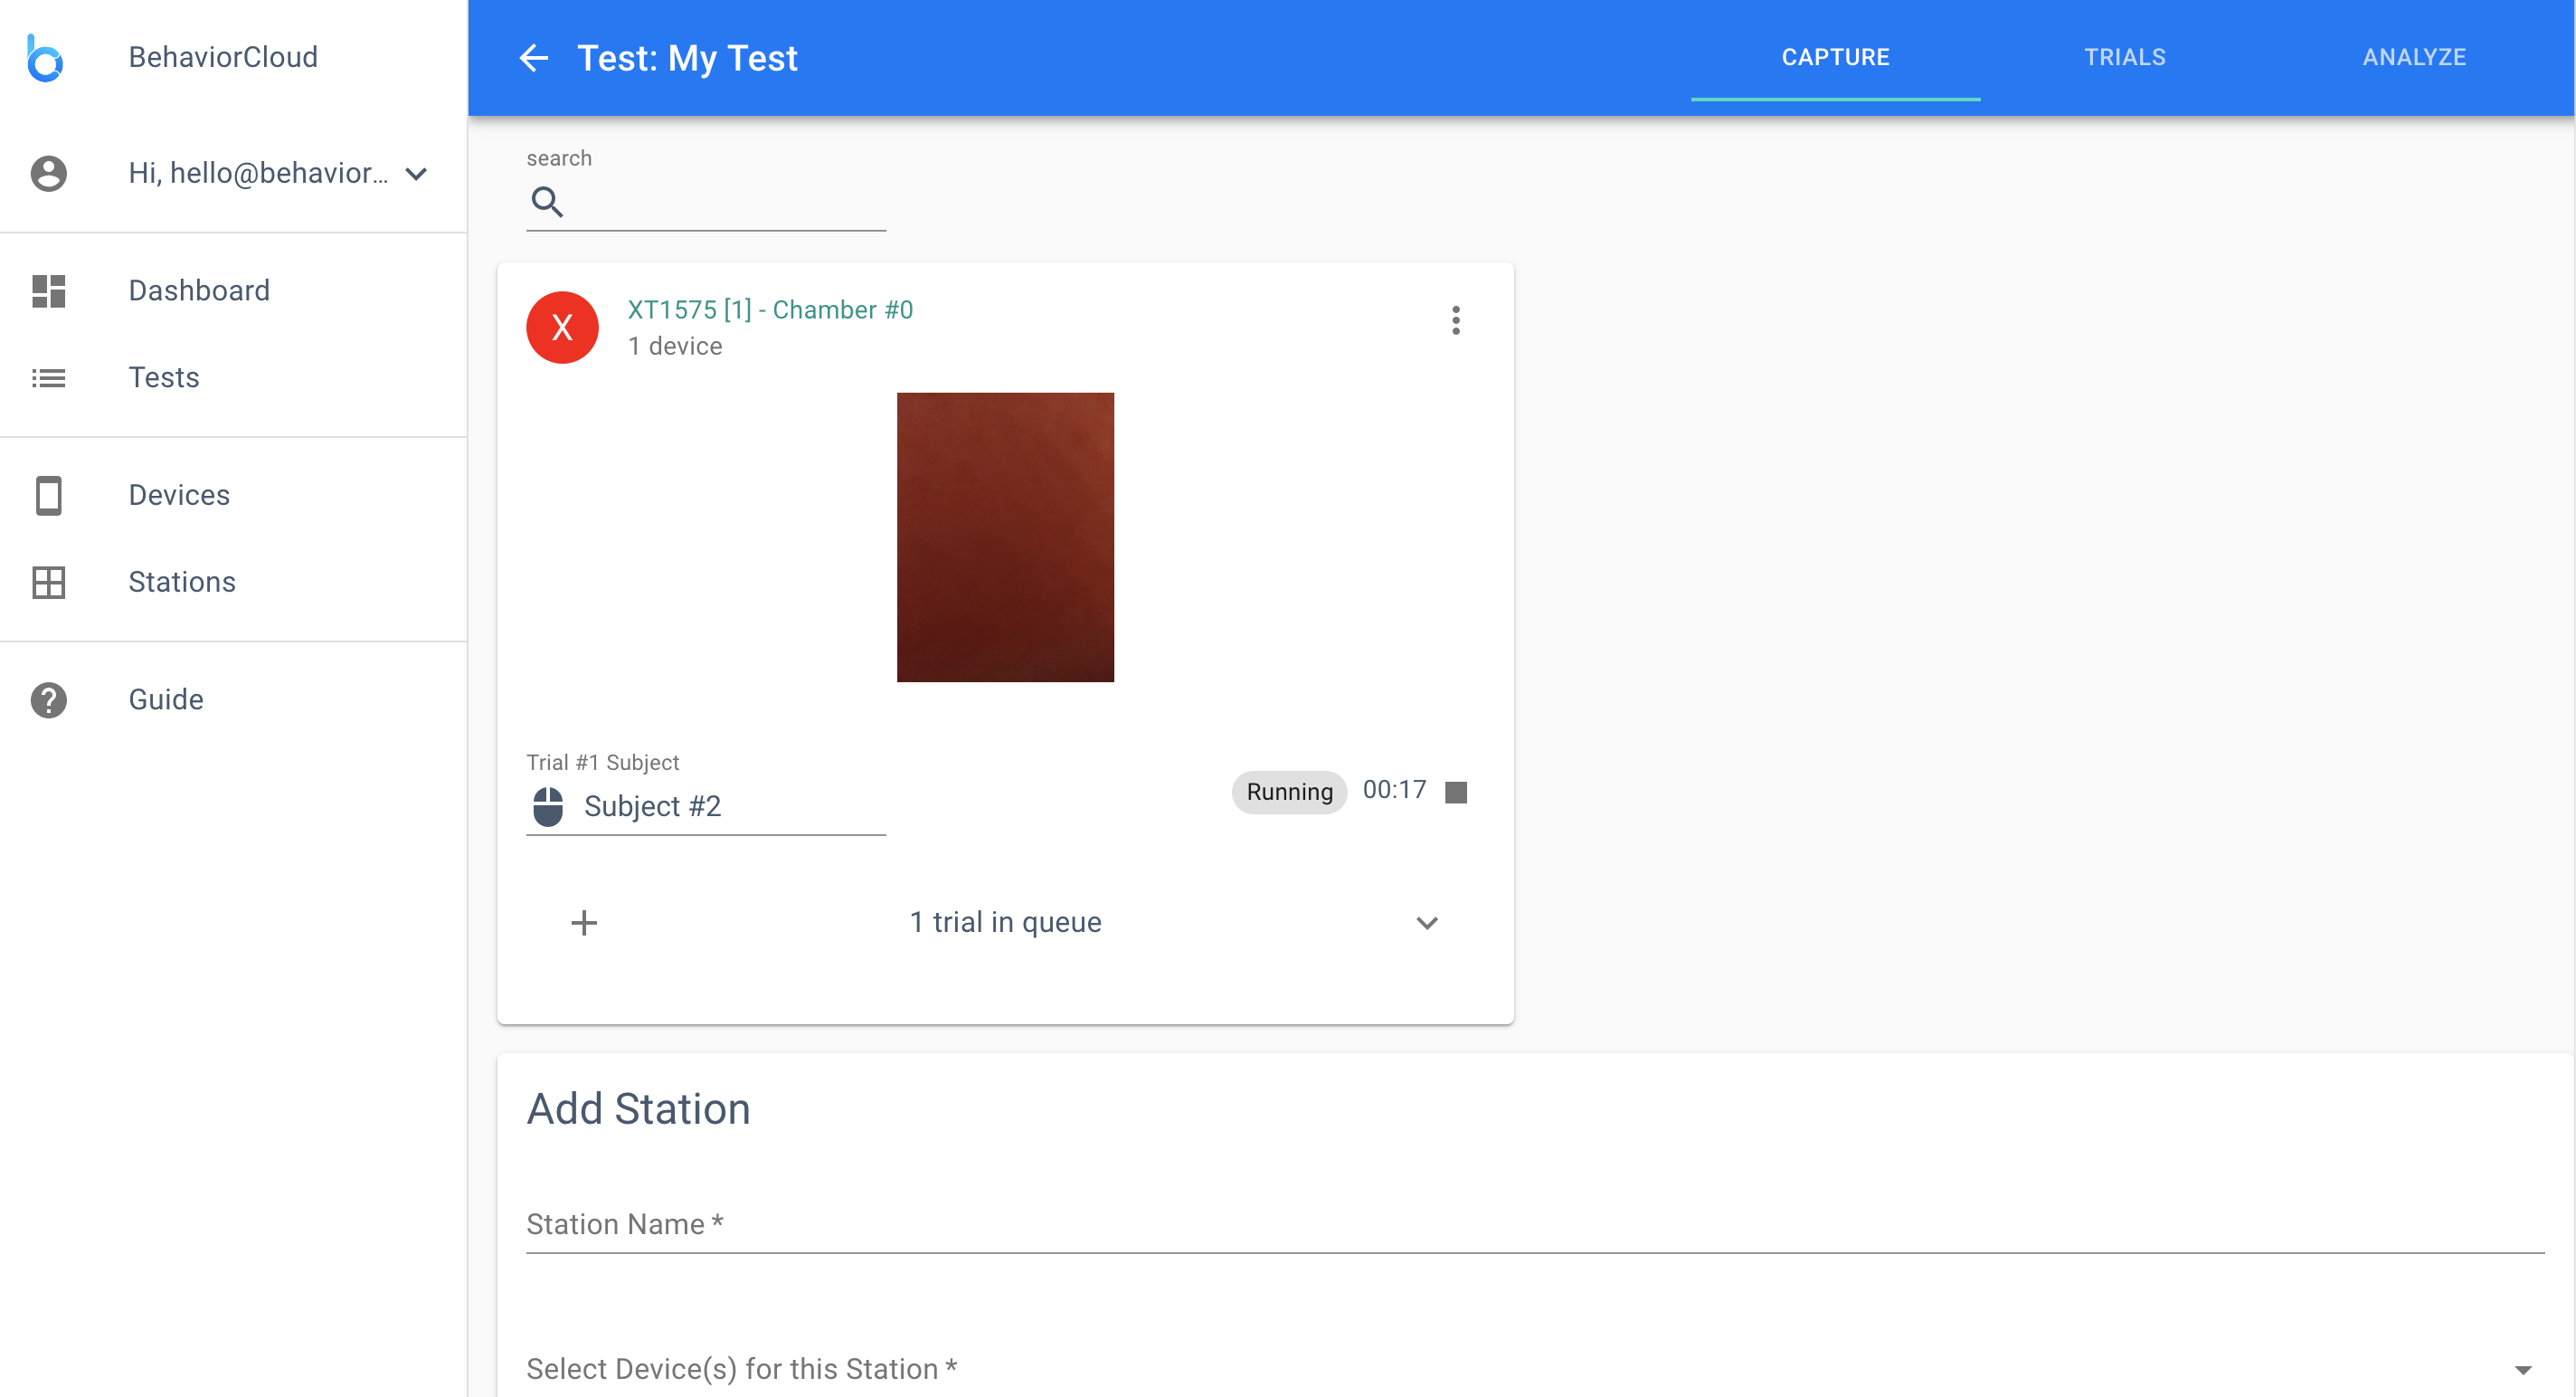 BehaviorCloud
Hi, hello@behavior...
Dashboard
Tests
Devices
Stations
Guide
Test: My Test
CAPTURE
TRIALS
ANALYZE
search
X
XT1575 [1] - Chamber #0
1 device
Trial #1 Subject
Subject #2
Running
00:17
1 trial in queue
Add Station
Station Name *
Select Device(s) for this Station *